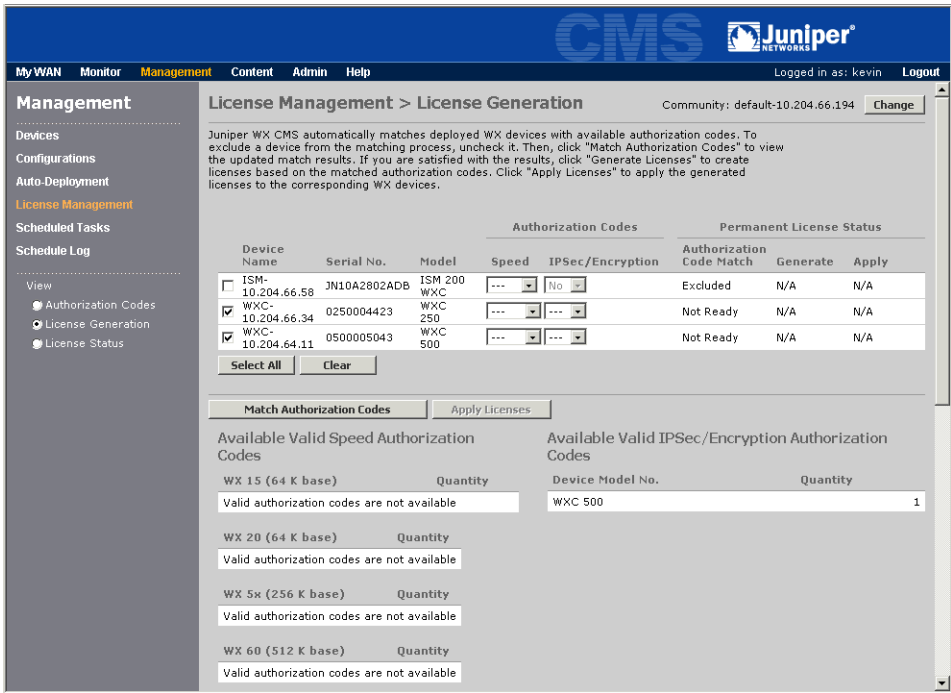 CMS
Juniper®
NETWORKS
My WAN Monitor Management Content Admin Help Logged in as: kevin Logout
Management
Devices
Configurations
Auto-Deployment
License Management
Scheduled Tasks
Schedule Log
View
Authorization Codes
License Generation
License Status
License Management > License Generation Community: default-10.204.66.194 Change
Juniper WX CMS automatically matches deployed WX devices with available authorization codes. To
exclude a device from the matching process, uncheck it. Then, click "Match Authorization Codes" to view
the updated match results. If you are satisfied with the results, click "Generate Licenses" to create
licenses based on the matched authorization codes. Click "Apply Licenses" to apply the generated
licenses to the corresponding WX devices.
Authorization Codes Permanent License Status
Device Authorization
Name Serial No. Model Speed IPSec/Encryption Code Match Generate Apply
ISM- ISM 200
10.204.66.58 JN10A2802ADB WXC --- No Excluded N/A N/A
WXC- WXC
10.204.66.34 0250004423 250 --- --- Not Ready N/A N/A
WXC- WXC
10.204.64.11 0500005043 500 --- --- Not Ready N/A N/A
Select All Clear
Match Authorization Codes Apply Licenses
Available Valid Speed Authorization
Codes
WX 15 (64 K base) Quantity
Valid authorization codes are not available
WX 20 (64 K base) Quantity
Valid authorization codes are not available
WX 5x (256 K base) Quantity
Valid authorization codes are not available
WX 60 (512 K base) Quantity
Valid authorization codes are not available
Available Valid IPSec/Encryption Authorization
Codes
Device Model No. Quantity
WXC 500 1